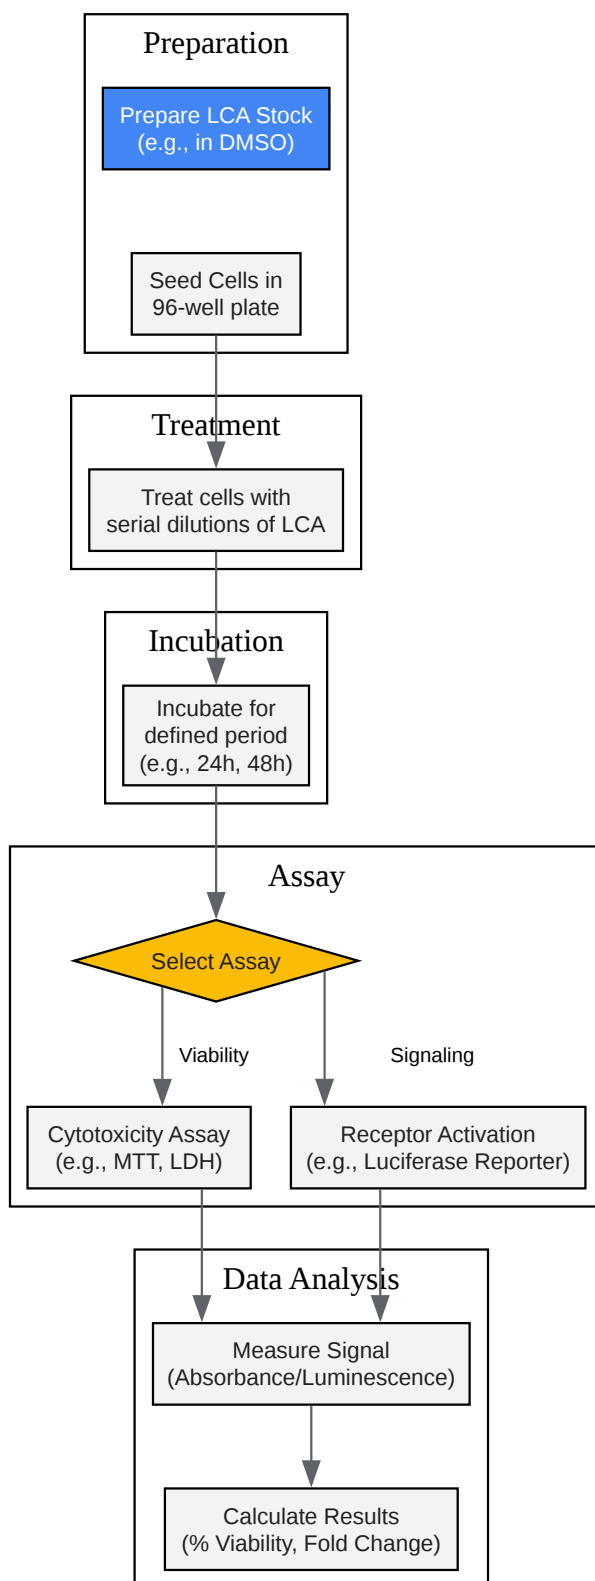 Preparation
Prepare LCA Stock
(e.g., in DMSO)
Seed Cells in
96-well plate
Treatment
Treat cells with
serial dilutions of LCA
Incubation
Incubate for
defined period
(e.g., 24h, 48h)
Assay
Select Assay
Viability
Signaling
Cytotoxicity Assay
(e.g., MTT, LDH)
Receptor Activation
(e.g., Luciferase Reporter)
Data Analysis
Measure Signal
(Absorbance/Luminescence)
Calculate Results
(% Viability, Fold Change)